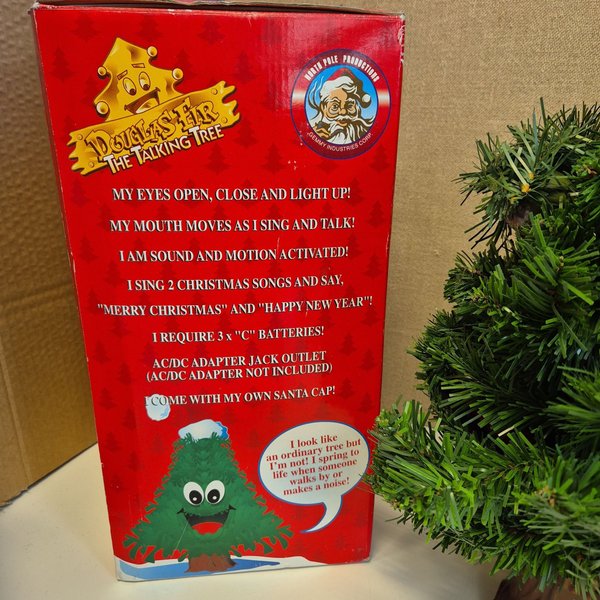 DOUGLAS FIR
THE TALKING TREE
NORTH POLE PRODUCTIONS
GEMMY INDUSTRIES CORP.
MY EYES OPEN, CLOSE AND LIGHT UP!
MY MOUTH MOVES AS I SING AND TALK!
I AM SOUND AND MOTION ACTIVATED!
I SING 2 CHRISTMAS SONGS AND SAY,
"MERRY CHRISTMAS" AND "HAPPY NEW YEAR"!
I REQUIRE 3 x "C" BATTERIES!
AC/DC ADAPTER JACK OUTLET
(AC/DC ADAPTER NOT INCLUDED)
I COME WITH MY OWN SANTA CAP!
I look like
an ordinary tree but
I'm not! I spring to
life when someone
walks by or
makes a noise!